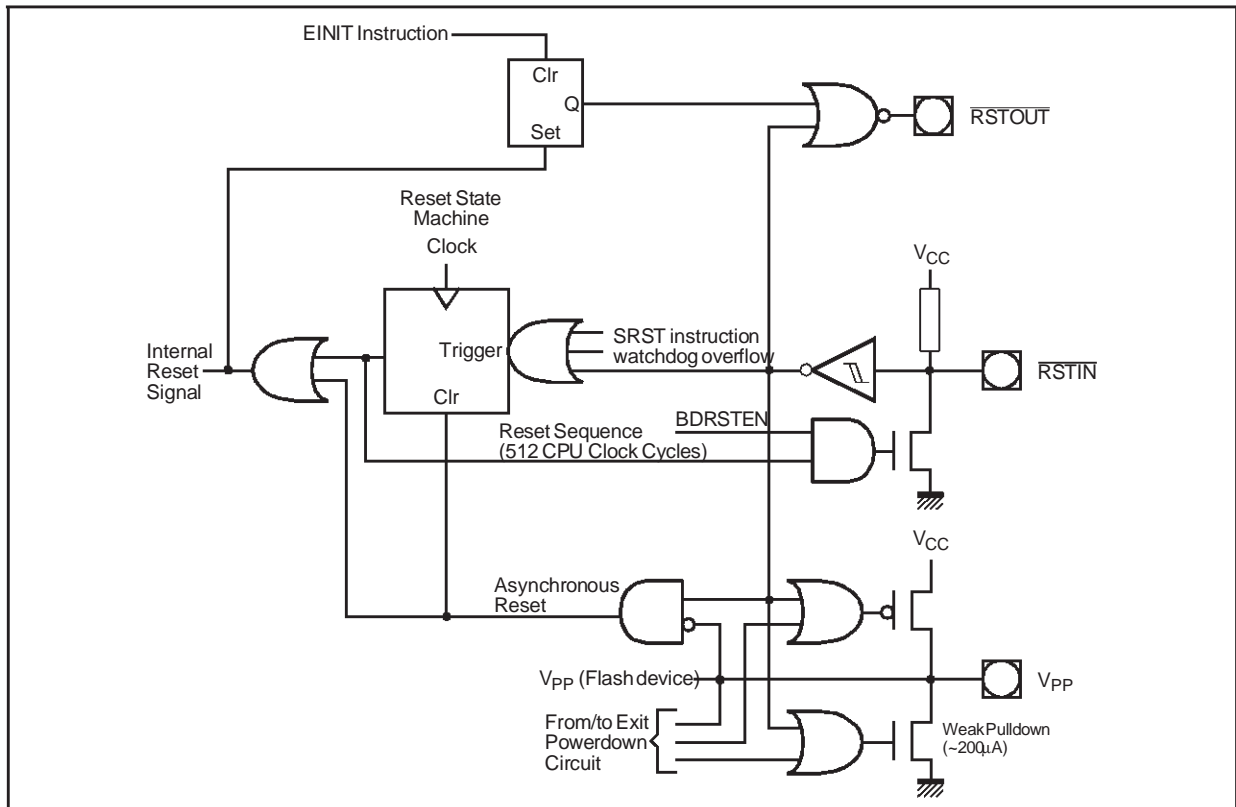 EINIT Instruction
Clr
Q
Set
RSTOUT
Reset State
Machine
Clock
VCC
Trigger
SRST instruction
watchdog overflow
Internal
Reset
Signal
RSTIN
Clr
BDRSTEN
Reset Sequence
(512 CPU Clock Cycles)
VCC
Asynchronous
Reset
VPP (Flash device)
VPP
From/to Exit
Powerdown
Circuit
Weak Pulldown
(~200µA)